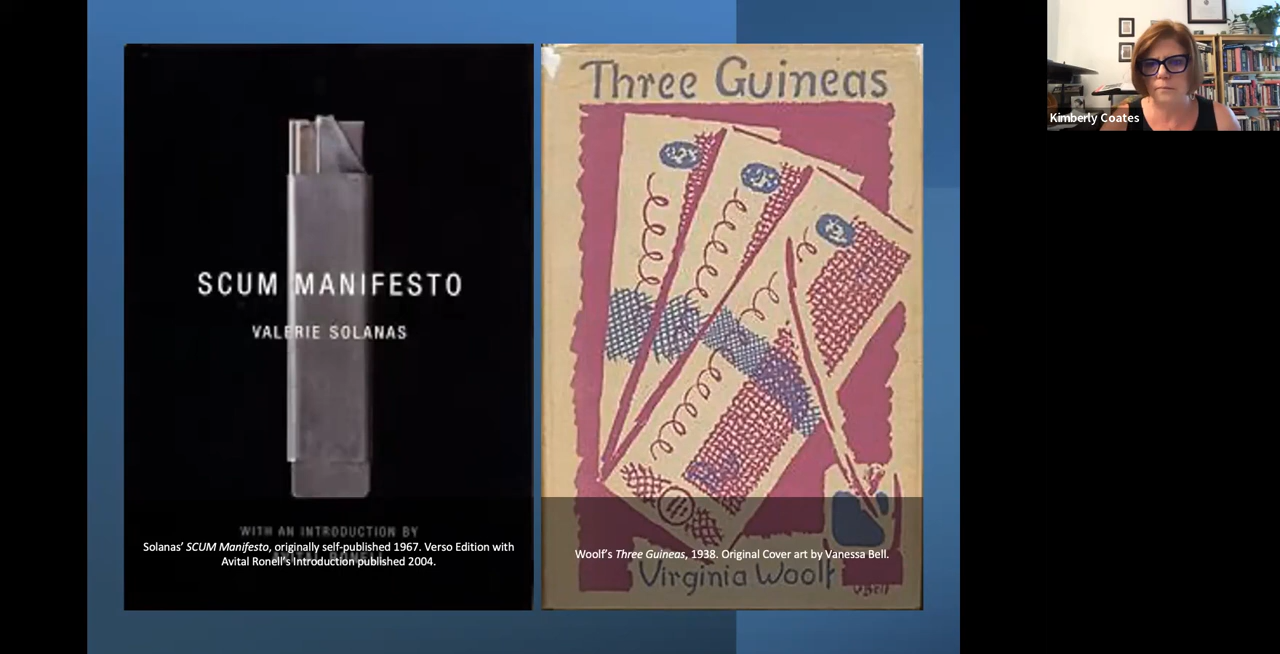 SCUM MANIFESTO
VALERIE SOLANAS
WITH AN INTRODUCTION BY
Solanas’ SCUM Manifesto, originally self-published 1967. Verso Edition with
Avital Ronell’s Introduction published 2004.
Three Guineas
Woolf’s Three Guineas, 1938. Original Cover art by Vanessa Bell.
Virginia Woolf
V Bell
Kimberly Coates